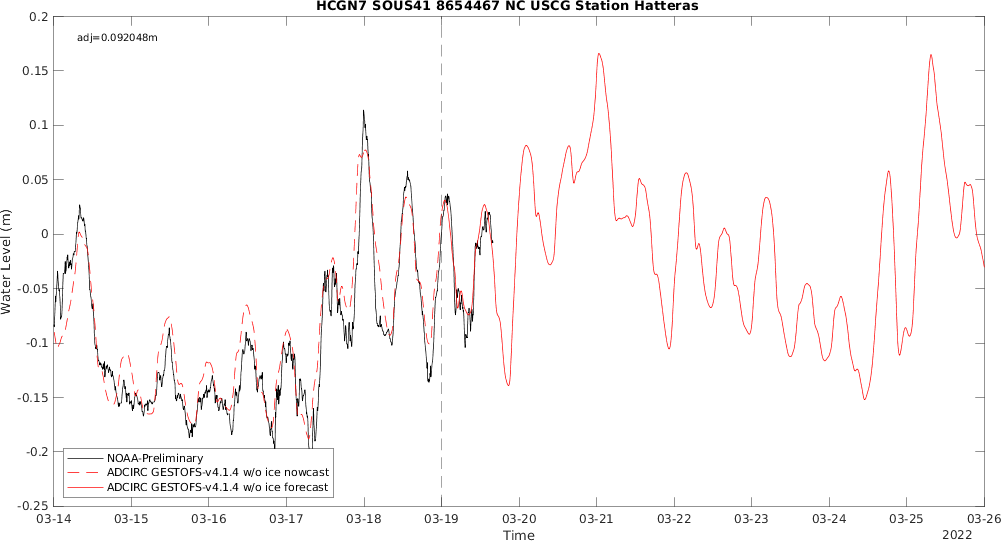 HCGN7 SOUS41 8654467 NC USCG Station Hatteras
adj=0.092048m
0.2
0.15
0.1
0.05
0
-0.05
-0.1
-0.15
-0.2
-0.25
Water Level (m)
NOAA-Preliminary
ADCIRC GESTOFS-v4.1.4 w/o ice nowcast
ADCIRC GESTOFS-v4.1.4 w/o ice forecast
03-14 03-15 03-16 03-17 03-18 03-19 03-20 03-21 03-22 03-23 03-24 03-25 03-26
Time
2022